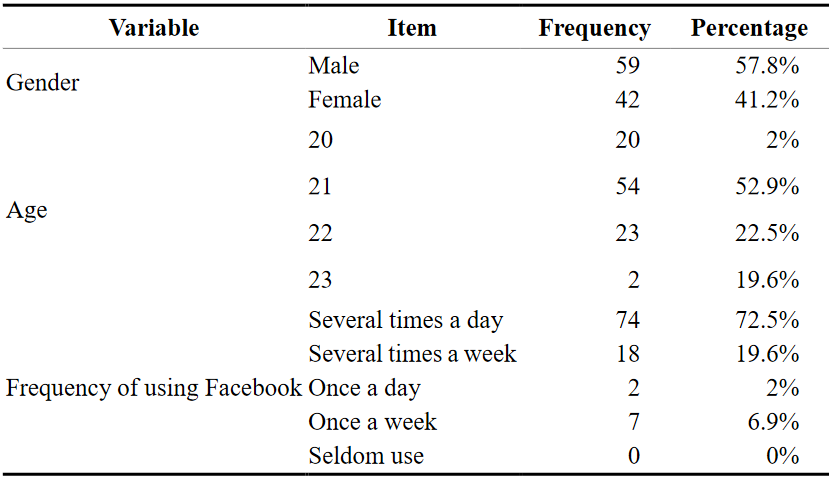 Variable Item Frequency Percentage
Gender Male 59 57.8%
Female 42 41.2%
Age 20 20 2%
21 54 52.9%
22 23 22.5%
23 2 19.6%
Frequency of using Facebook Several times a day 74 72.5%
Several times a week 18 19.6%
Once a day 2 2%
Once a week 7 6.9%
Seldom use 0 0%